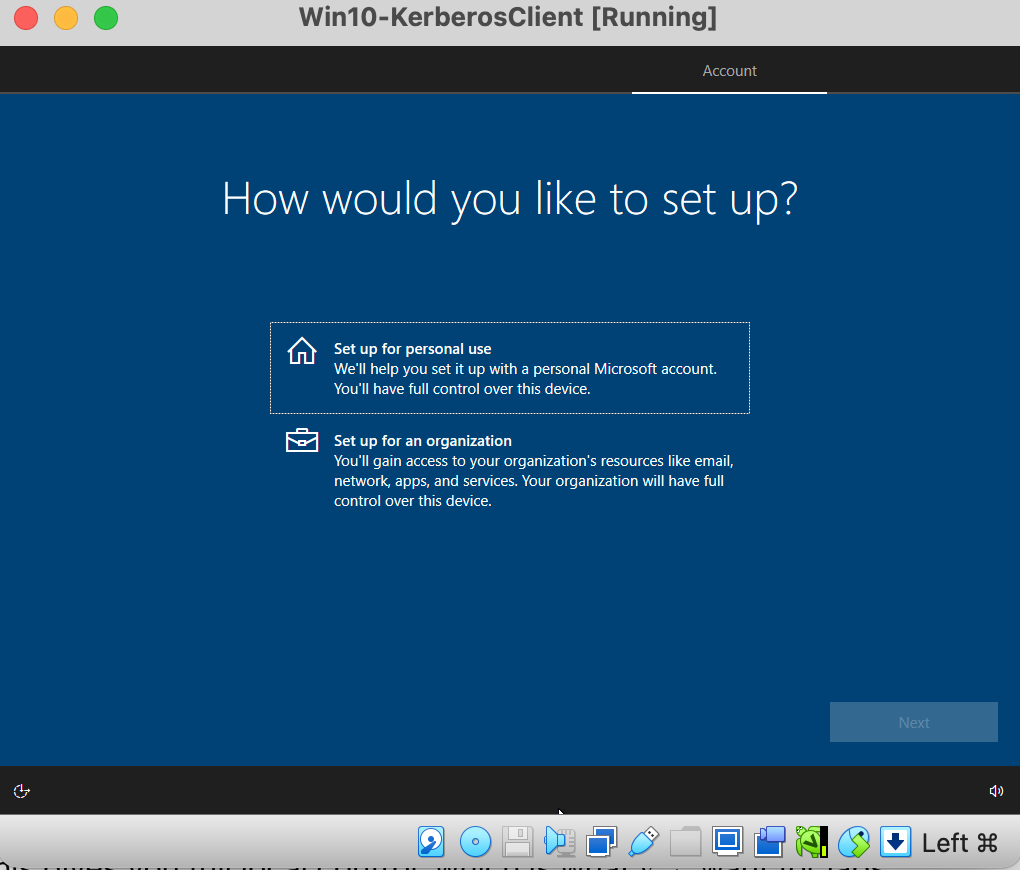 Win10-KerberosClient [Running]
Account
How would you like to set up?
Set up for personal use
We'll help you set it up with a personal Microsoft account.
You'll have full control over this device.
Set up for an organization
You'll gain access to your organization's resources like email,
network, apps, and services. Your organization will have full
control over this device.
Next
Left ⌘